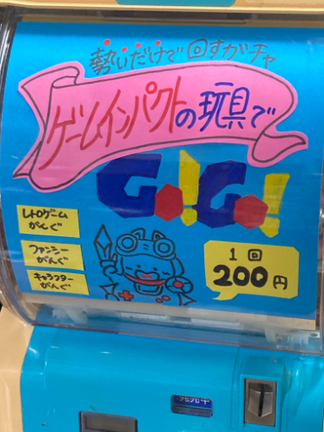 勢いだけで回すガチャ
ゲームインパクトの玩具で
GO!GO!
レトロゲーム
がんぐ
ファンシー
がんぐ
キャラクター
がんぐ
1回
200円